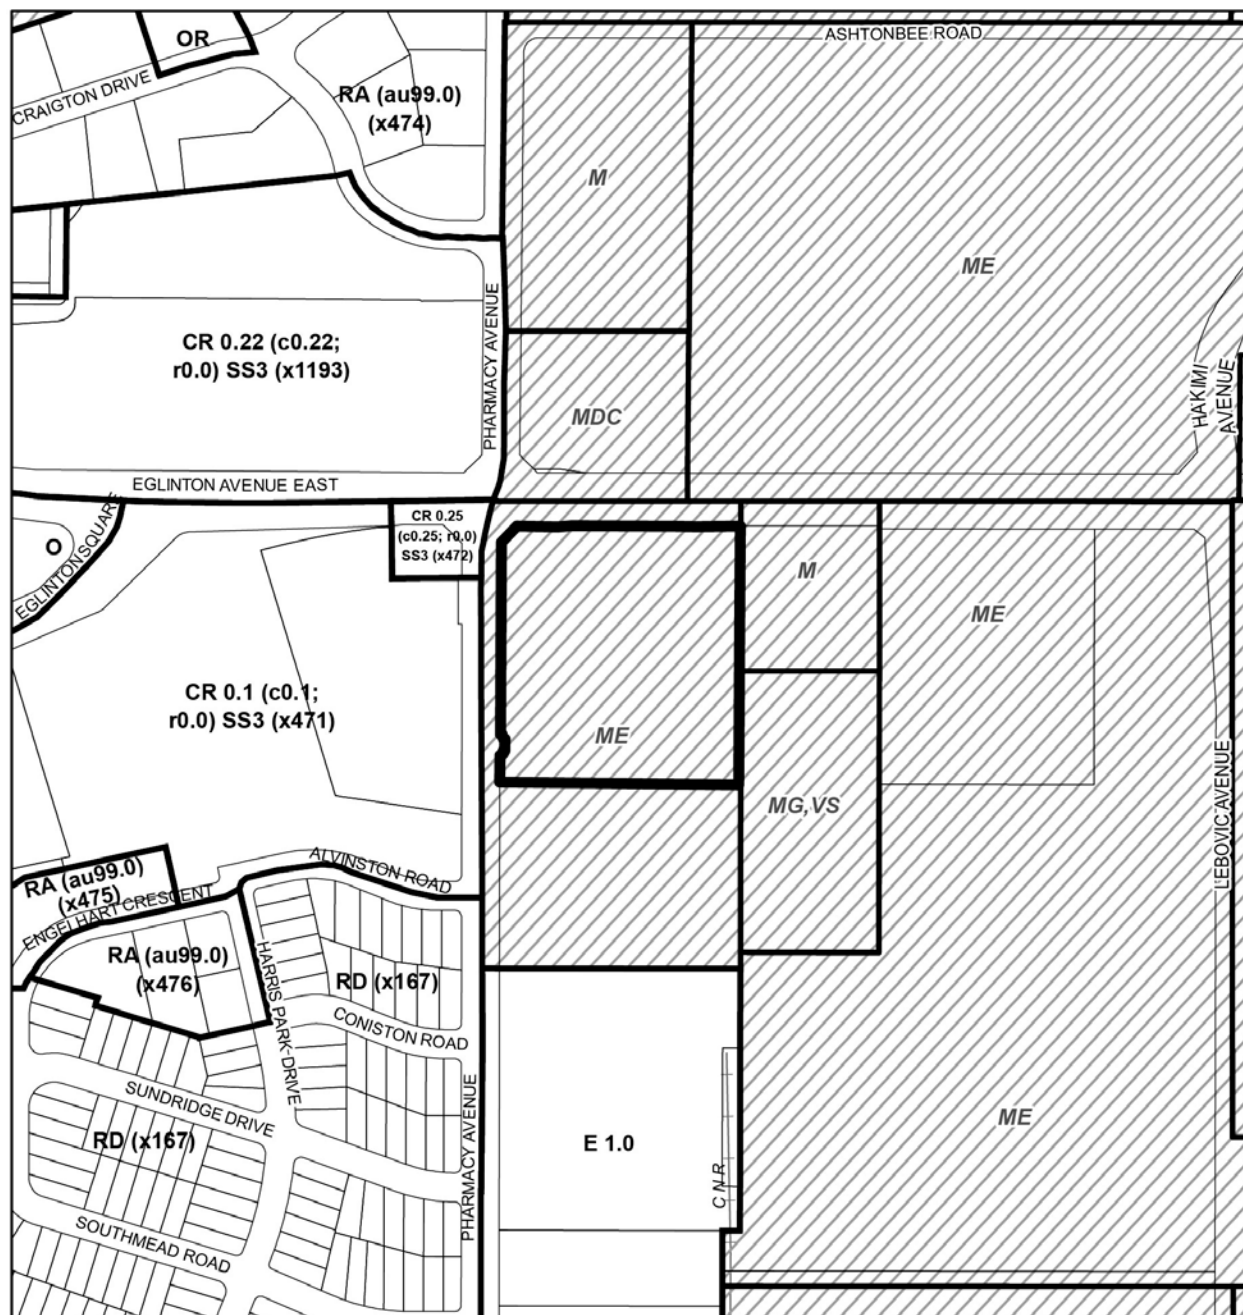 ASHTONBEE ROAD
OR
CRAIGTON DRIVE
RA (au99.0)
(x474)
M
ME
CR 0.22 (c0.22;
r0.0) SS3 (x1193)
PHARMACY AVENUE
MDC
HAKIMI
AVENUE
EGLINTON AVENUE EAST
EGLINTON SQUARE
O
CR 0.25
(c0.25; r0.0)
SS3 (x472)
M
ME
CR 0.1 (c0.1;
r0.0) SS3 (x471)
ME
MG,VS
LEBOVIC AVENUE
ALVINSTON ROAD
RA (au99.0)
(x475)
ENGELHART CRESCENT
RA (au99.0)
(x476)
HARRIS PARK DRIVE
RD (x167)
CONISTON ROAD
SUNDRIDGE DRIVE
RD (x167)
PHARMACY AVENUE
E 1.0
CNR
ME
SOUTHMEAD ROAD